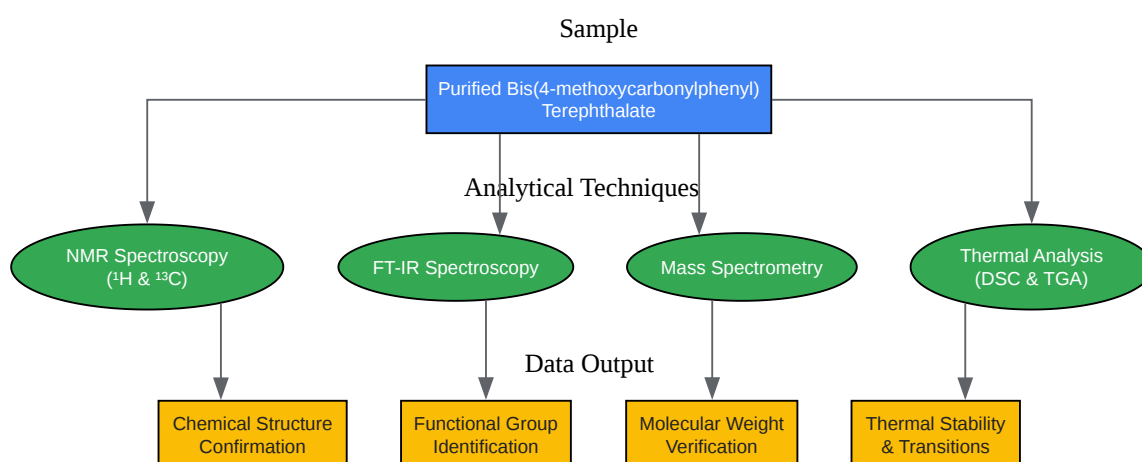 Sample
Purified Bis(4-methoxycarbonylphenyl)
Terephthalate
Analytical Techniques
NMR Spectroscopy
(¹H & ¹³C)
FT-IR Spectroscopy
Mass Spectrometry
Thermal Analysis
(DSC & TGA)
Data Output
Chemical Structure
Confirmation
Functional Group
Identification
Molecular Weight
Verification
Thermal Stability
& Transitions